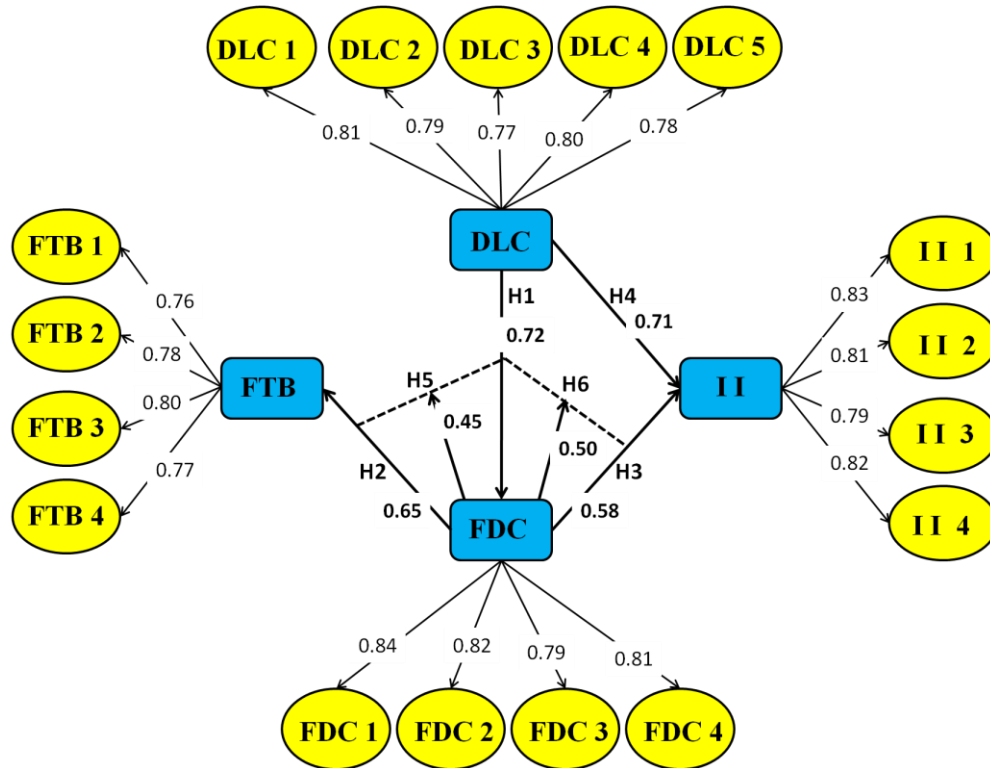 DLC 1 DLC 2 DLC 3 DLC 4 DLC 5
0.81 0.79 0.77 0.80 0.78
DLC
FTB 1
FTB 2
FTB 3
FTB 4
0.76
0.78
0.80
0.77
FTB
H1
0.72
H4
0.71
I I 1
I I 2
I I 3
I I 4
0.83
0.81
0.79
0.82
I I
H5
0.45
H6
0.50
H2
0.65
H3
0.58
FDC
0.84 0.82 0.79 0.81
FDC 1 FDC 2 FDC 3 FDC 4